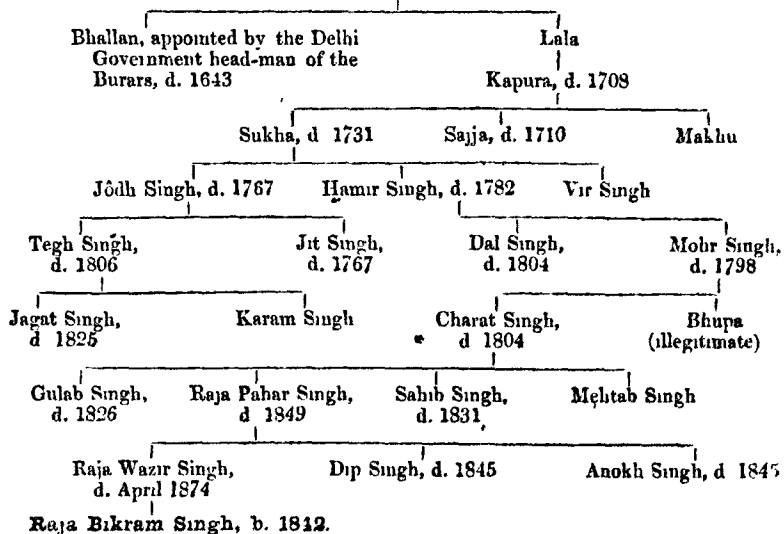 Bhallan, appointed by the Delhi Lala
Government head-man of the
Burars, d. 1643 Kapura, d. 1708
Sukha, d 1731 Sajja, d. 1710 Makhu
Jôdh Singh, d. 1767 Hamir Singh, d. 1782 Vir Singh
Tegh Singh, Jit Singh, Dal Singh, Mohr Singh,
d. 1806 d. 1767 d. 1804 d. 1798
Jagat Singh, Karam Singh Charat Singh, Bhupa
d 1825 d 1804 (illegitimate)
Gulab Singh, Raja Pahar Singh, Sahib Singh, Mehtab Singh
d. 1826 d 1849 d. 1831,
Raja Wazir Singh, Dip Singh, d. 1845 Anokh Singh, d 1845
d. April 1874
Raja Bikram Singh, b. 1842.